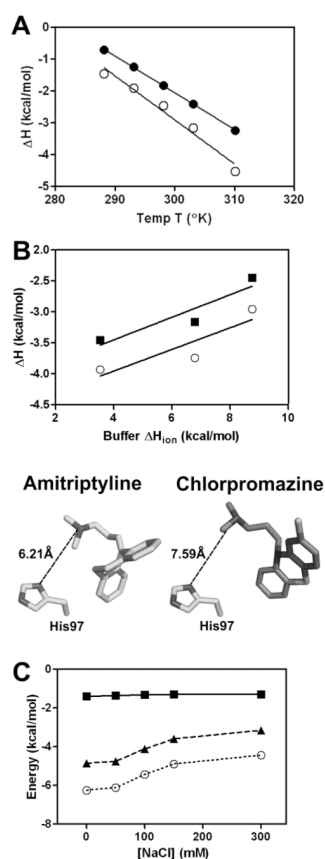 A
0
-1
-2
-3
-4
-5
ΔH (kcal/mol)
280 290 300 310 320
Temp T (°K)
B
-2.0
-2.5
-3.0
-3.5
-4.0
-4.5
ΔH (kcal/mol)
2 4 6 8 10
Buffer ΔHion (kcal/mol)
Amitriptyline Chlorpromazine
6.21Å 7.59Å
His97 His97
C
0
-2
-4
-6
-8
Energy (kcal/mol)
0 100 200 300
[NaCl] (mM)